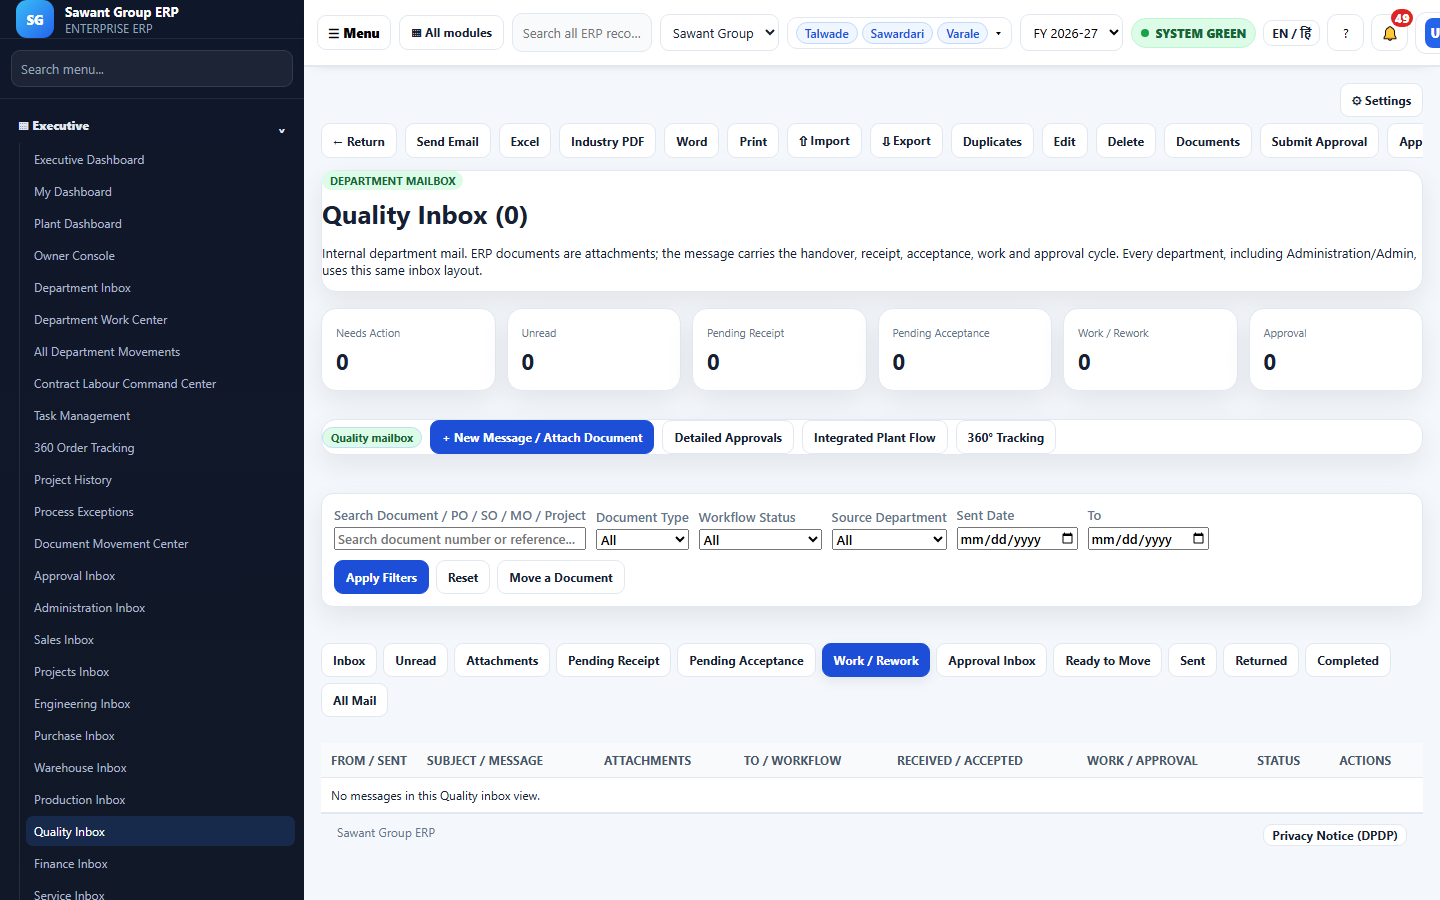 SG
Sawant Group ERP
ENTERPRISE ERP
Search menu...
Executive
Executive Dashboard
My Dashboard
Plant Dashboard
Owner Console
Department Inbox
Department Work Center
All Department Movements
Contract Labour Command Center
Task Management
360 Order Tracking
Project History
Process Exceptions
Document Movement Center
Approval Inbox
Administration Inbox
Sales Inbox
Projects Inbox
Engineering Inbox
Purchase Inbox
Warehouse Inbox
Production Inbox
Quality Inbox
Finance Inbox
Service Inbox
☰ Menu
All modules
Search all ERP reco...
Sawant Group
Talwade
Sawardari
Varale
FY 2026-27
SYSTEM GREEN
EN / हिं
?
49
U
⚙ Settings
← Return
Send Email
Excel
Industry PDF
Word
Print
⇧ Import
⇩ Export
Duplicates
Edit
Delete
Documents
Submit Approval
App
DEPARTMENT MAILBOX
Quality Inbox (0)
Internal department mail. ERP documents are attachments; the message carries the handover, receipt, acceptance, work and approval cycle. Every department, including Administration/Admin,
uses this same inbox layout.
Needs Action
0
Unread
0
Pending Receipt
0
Pending Acceptance
0
Work / Rework
0
Approval
0
Quality mailbox
+ New Message / Attach Document
Detailed Approvals
Integrated Plant Flow
360° Tracking
Search Document / PO / SO / MO / Project
Search document number or reference...
Document Type
All
Workflow Status
All
Source Department
All
Sent Date
mm/dd/yyyy
To
mm/dd/yyyy
Apply Filters
Reset
Move a Document
Inbox
Unread
Attachments
Pending Receipt
Pending Acceptance
Work / Rework
Approval Inbox
Ready to Move
Sent
Returned
Completed
All Mail
FROM / SENT
SUBJECT / MESSAGE
ATTACHMENTS
TO / WORKFLOW
RECEIVED / ACCEPTED
WORK / APPROVAL
STATUS
ACTIONS
No messages in this Quality inbox view.
Sawant Group ERP
Privacy Notice (DPDP)